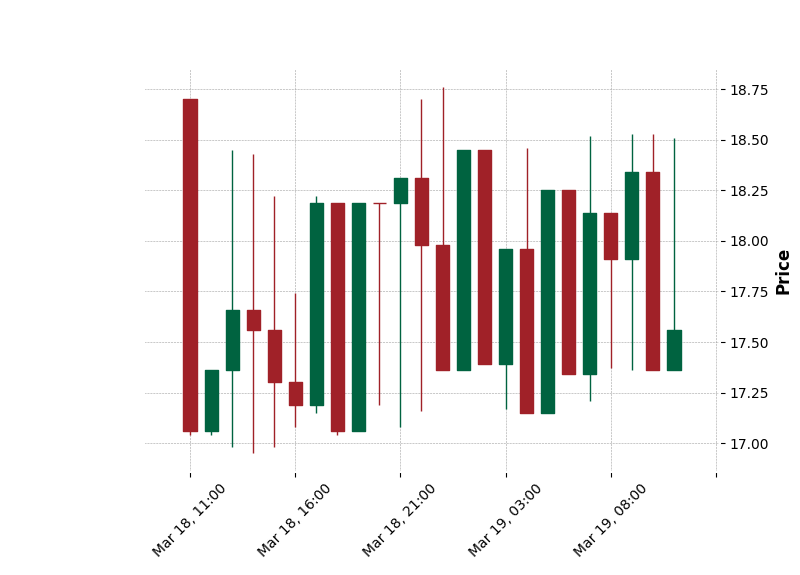 18.75
18.50
18.25
18.00
17.75
17.50
17.25
17.00
Price
Mar 18, 11:00
Mar 18, 16:00
Mar 18, 21:00
Mar 19, 03:00
Mar 19, 08:00